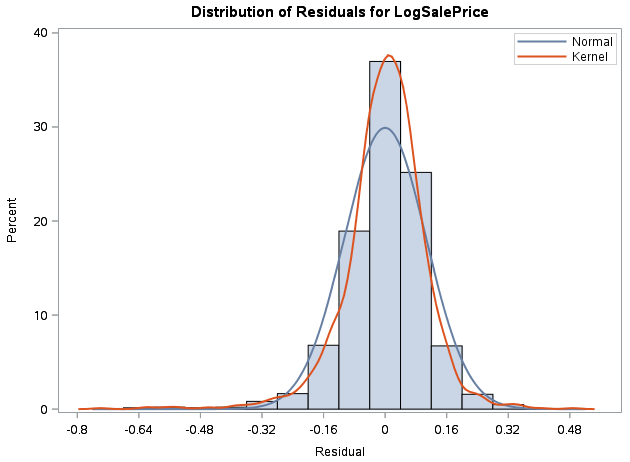 Distribution of Residuals for LogSalePrice
Normal
Kernel
40
30
20
10
0
Percent
-0.8 -0.64 -0.48 -0.32 -0.16 0 0.16 0.32 0.48
Residual